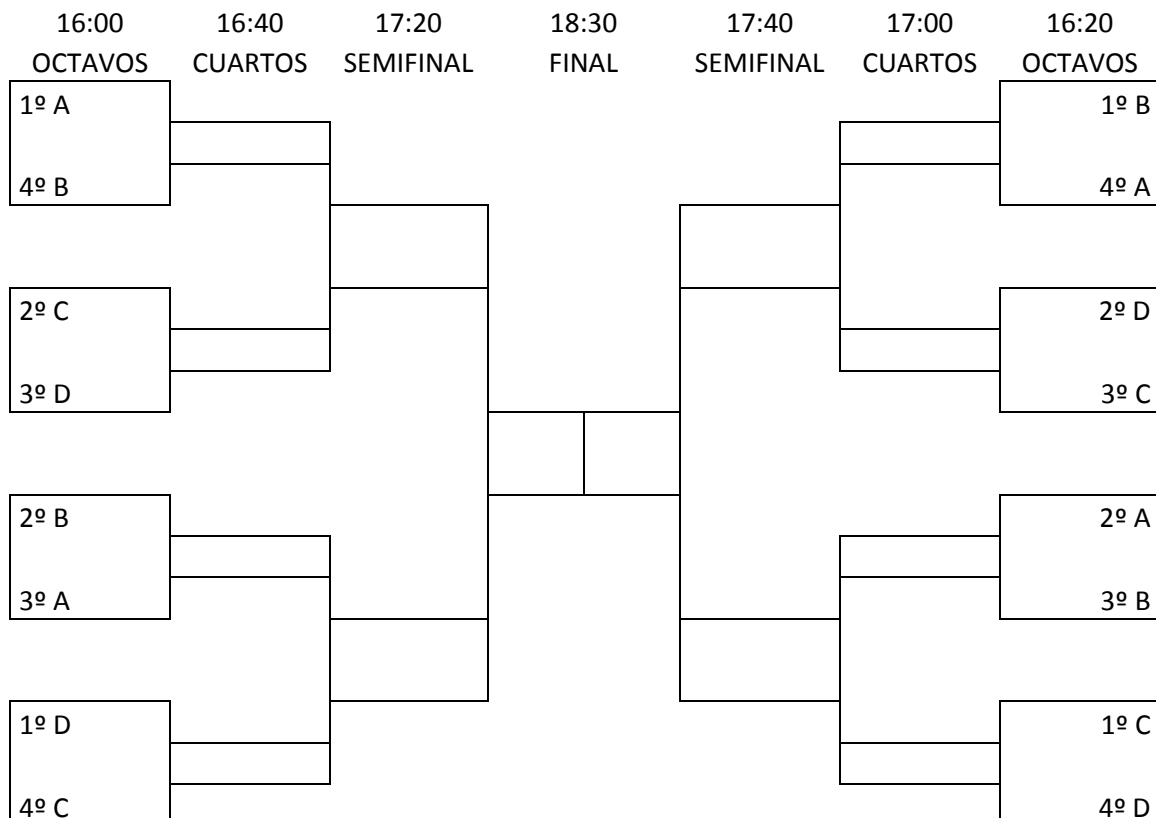 16:00 16:40 17:20 18:30 17:40 17:00 16:20
OCTAVOS CUARTOS SEMIFINAL FINAL SEMIFINAL CUARTOS OCTAVOS
1º A 1º B
4º B 4º A
2º C 2º D
3º D 3º C
2º B 2º A
3º A 3º B
1º D 1º C
4º C 4º D